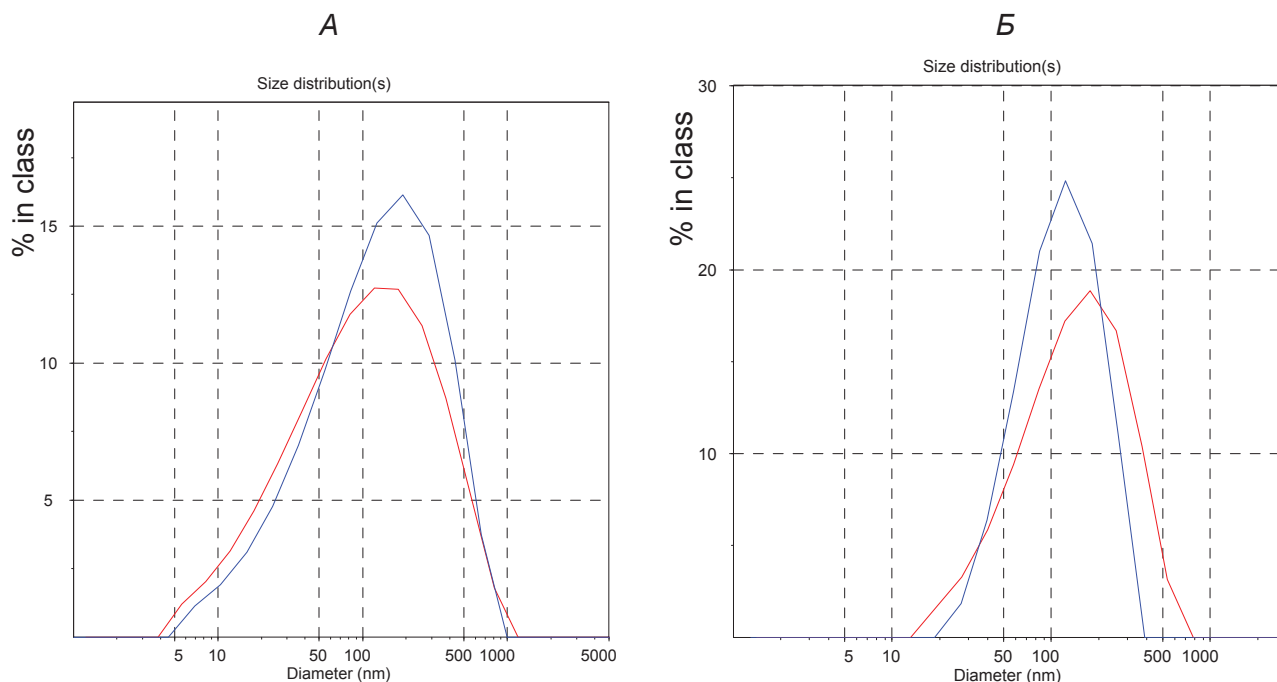 А
Size distribution(s)
% in class
15
10
5
5 10 50 100 500 1000 5000
Diameter (nm)
Б
Size distribution(s)
% in class
30
20
10
5 10 50 100 500 1000
Diameter (nm)